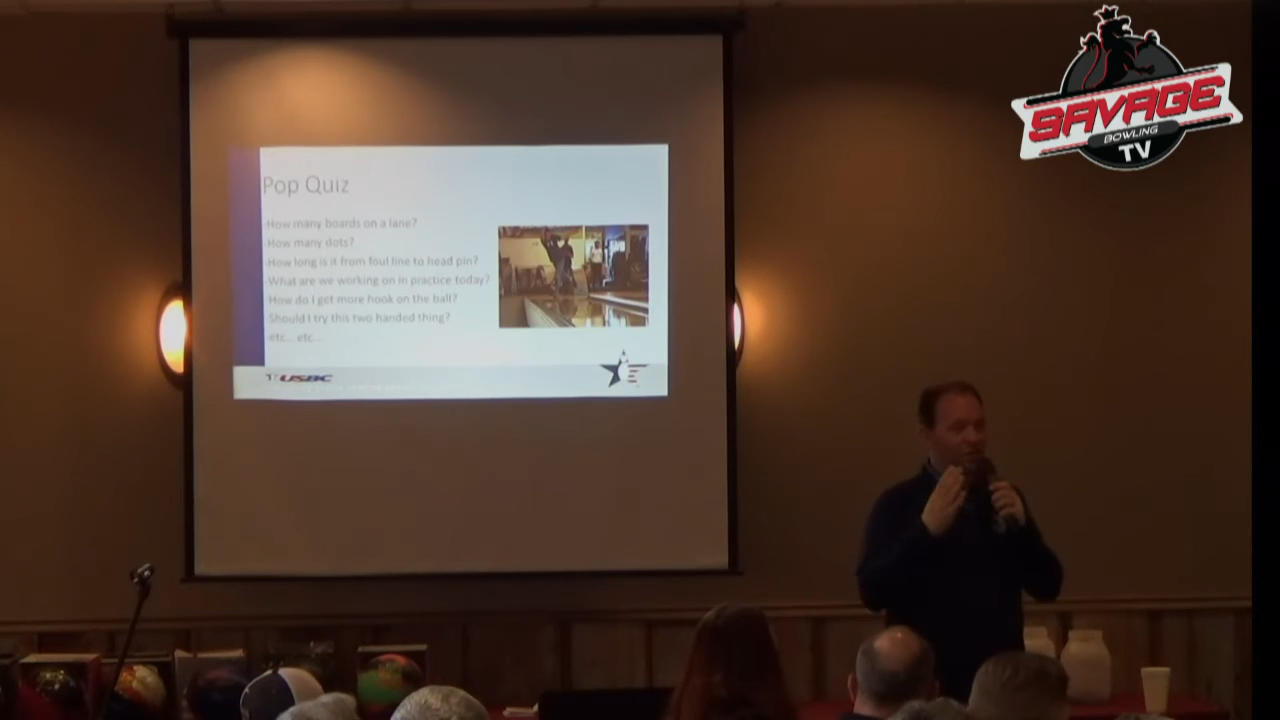 SAVAGE
BOWLING
TV
Pop Quiz
How many boards on a lane?
How many dots?
How long is it from foul line to head pin?
What are we working on in practice today?
How do I get more hook on the ball?
Should I try this two handed thing?
etc... etc...
USBC